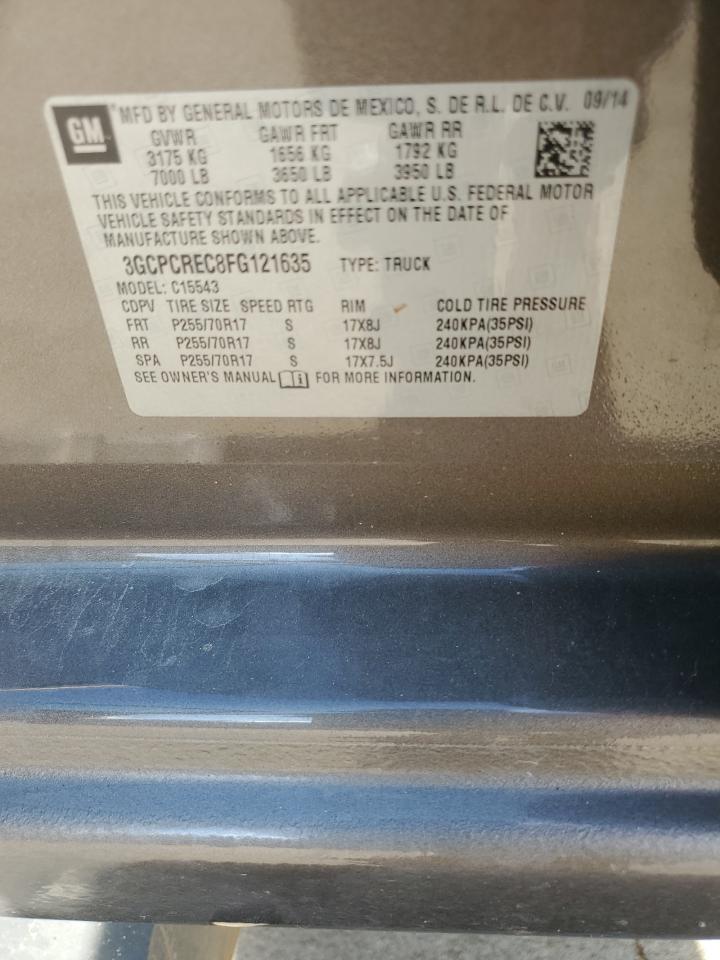 GM
MFD BY GENERAL MOTORS DE MEXICO, S. DE R.L. DE C.V. 09/14
GVWR GAWR FRT GAWR RR
3175 KG 1656 KG 1792 KG
7000 LB 3650 LB 3950 LB
THIS VEHICLE CONFORMS TO ALL APPLICABLE U.S. FEDERAL MOTOR
VEHICLE SAFETY STANDARDS IN EFFECT ON THE DATE OF
MANUFACTURE SHOWN ABOVE.
3GCPCREC8FG121635 TYPE: TRUCK
MODEL: C15543
CDPV TIRE SIZE SPEED RTG RIM COLD TIRE PRESSURE
FRT P255/70R17 S 17X8J 240KPA(35PSI)
RR P255/70R17 S 17X8J 240KPA(35PSI)
SPA P255/70R17 S 17X7.5J 240KPA(35PSI)
SEE OWNER'S MANUAL FOR MORE INFORMATION.